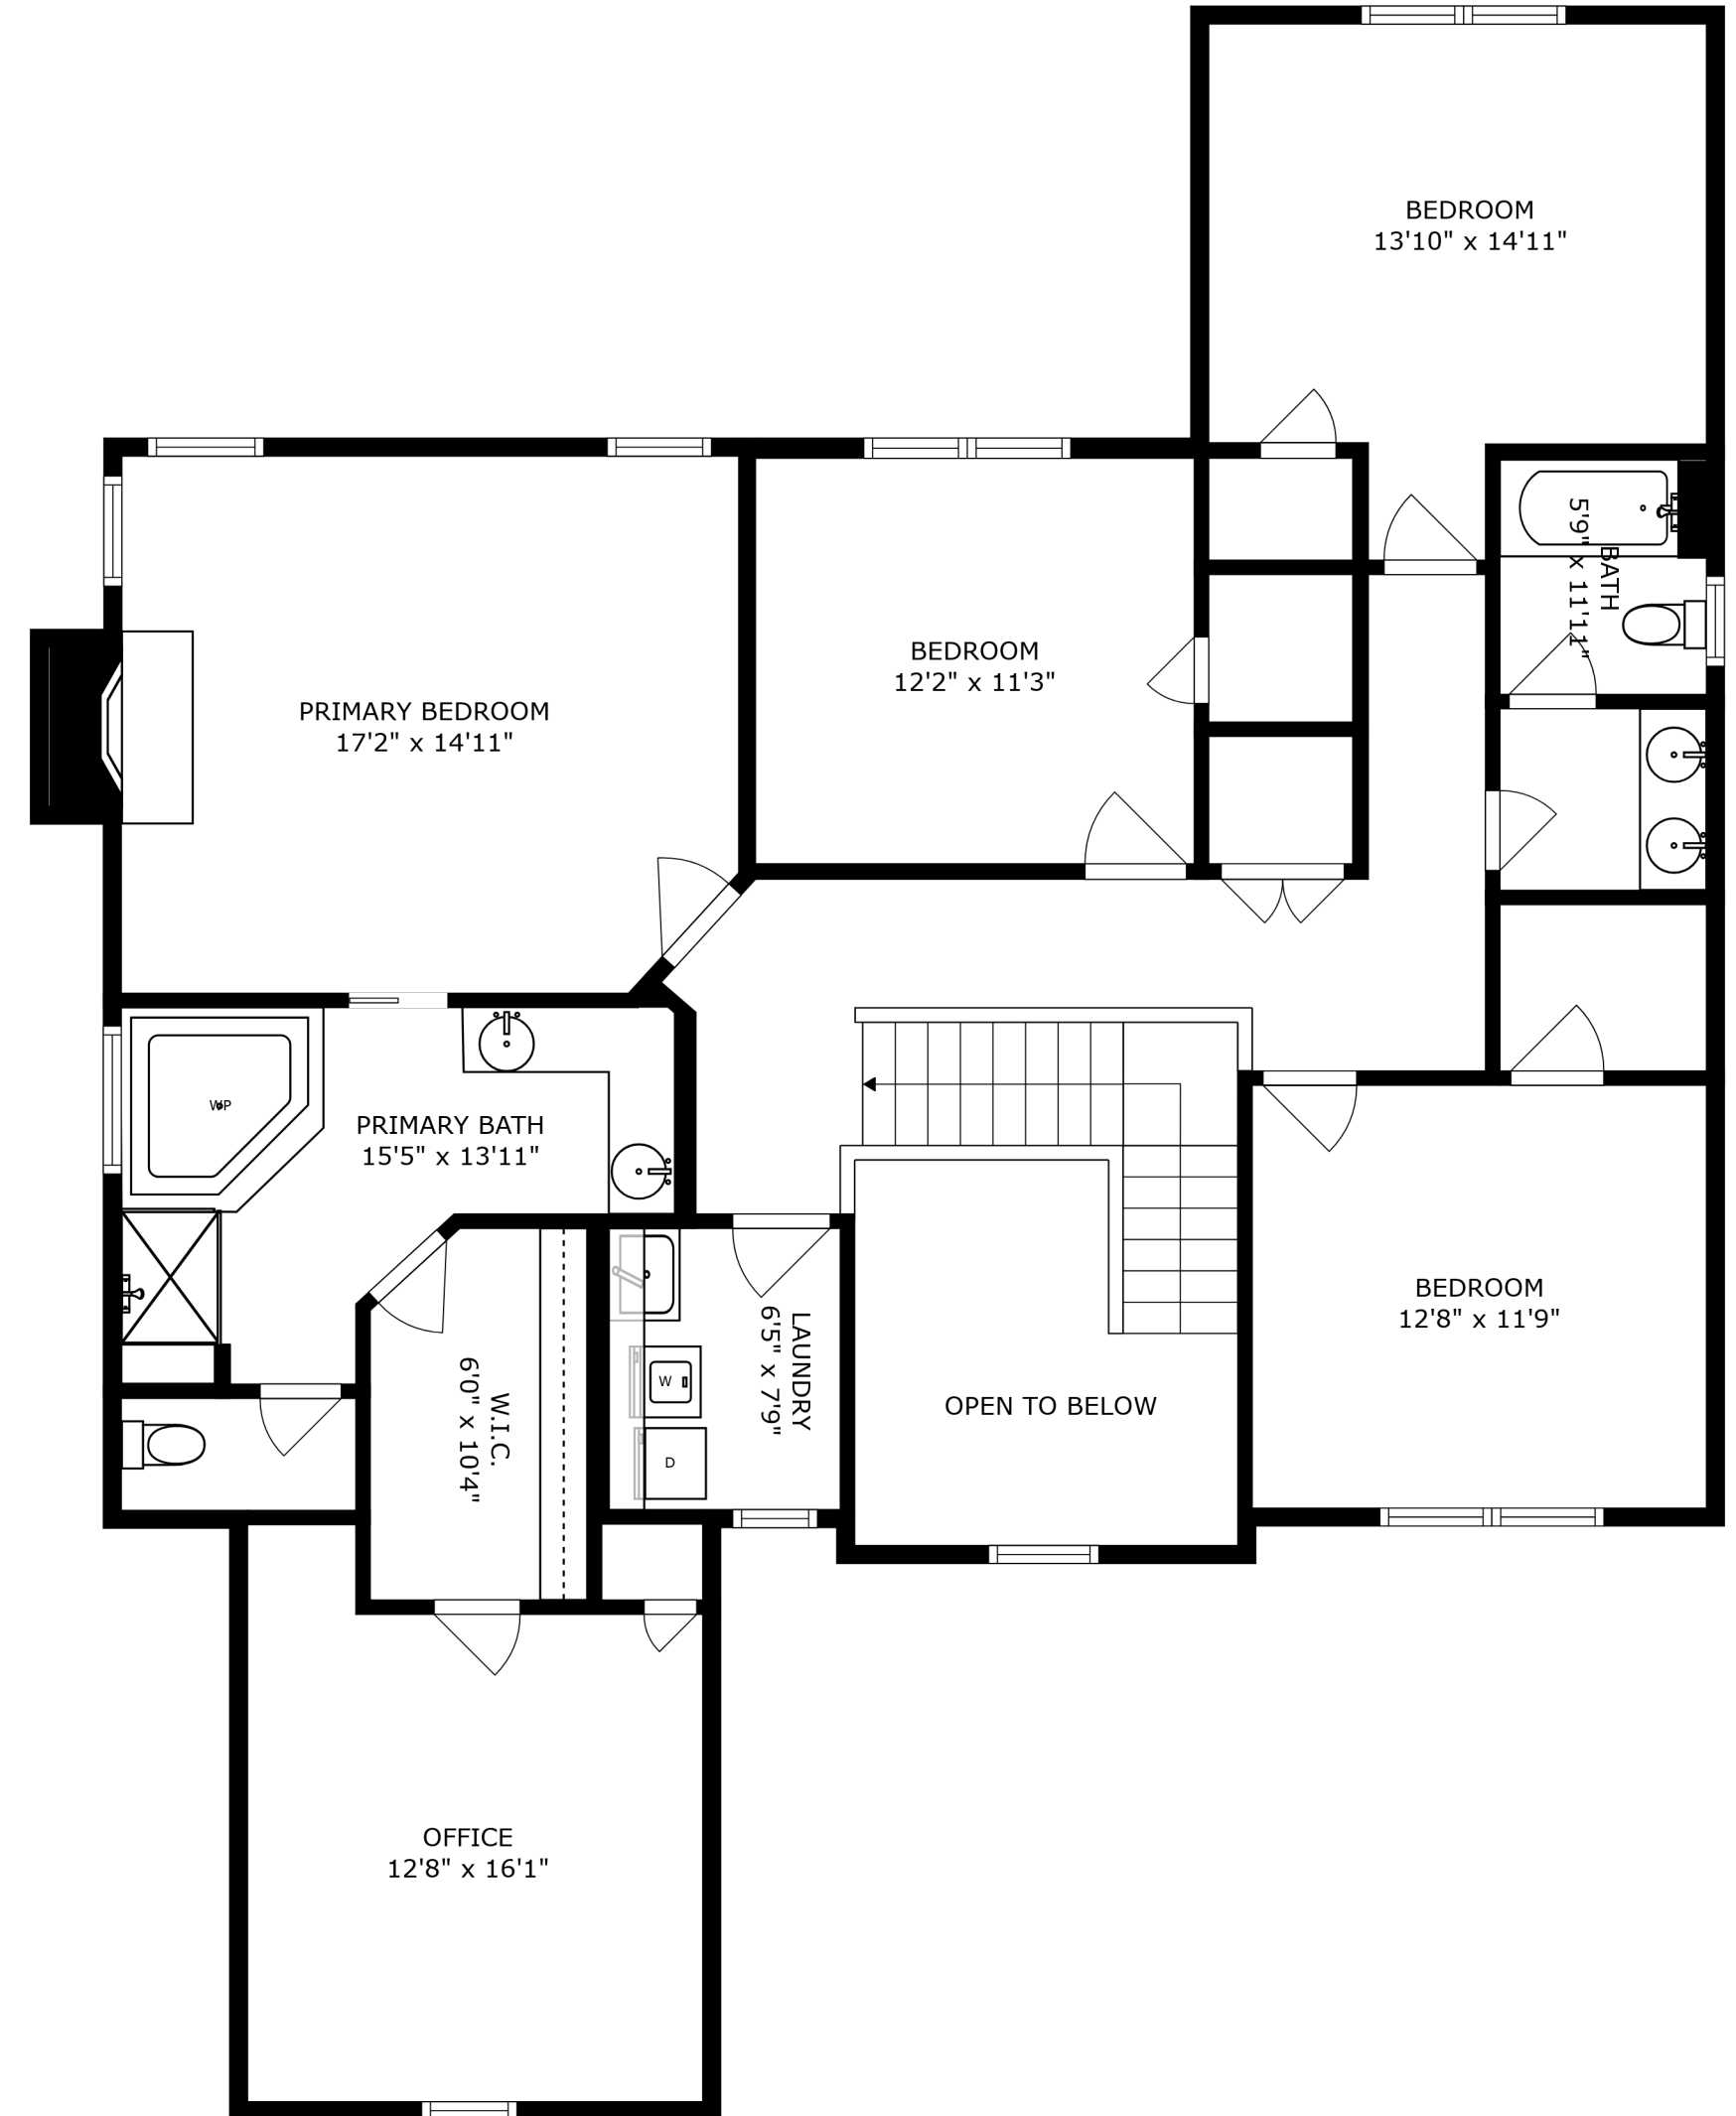 BEDROOM
13'10" x 14'11"
BATH
5'9" x 11'11"
BEDROOM
12'2" x 11'3"
PRIMARY BEDROOM
17'2" x 14'11"
WP
PRIMARY BATH
15'5" x 13'11"
BEDROOM
12'8" x 11'9"
LAUNDRY
6'5" x 7'9"
W
D
W.I.C.
6'0" x 10'4"
OPEN TO BELOW
OFFICE
12'8" x 16'1"